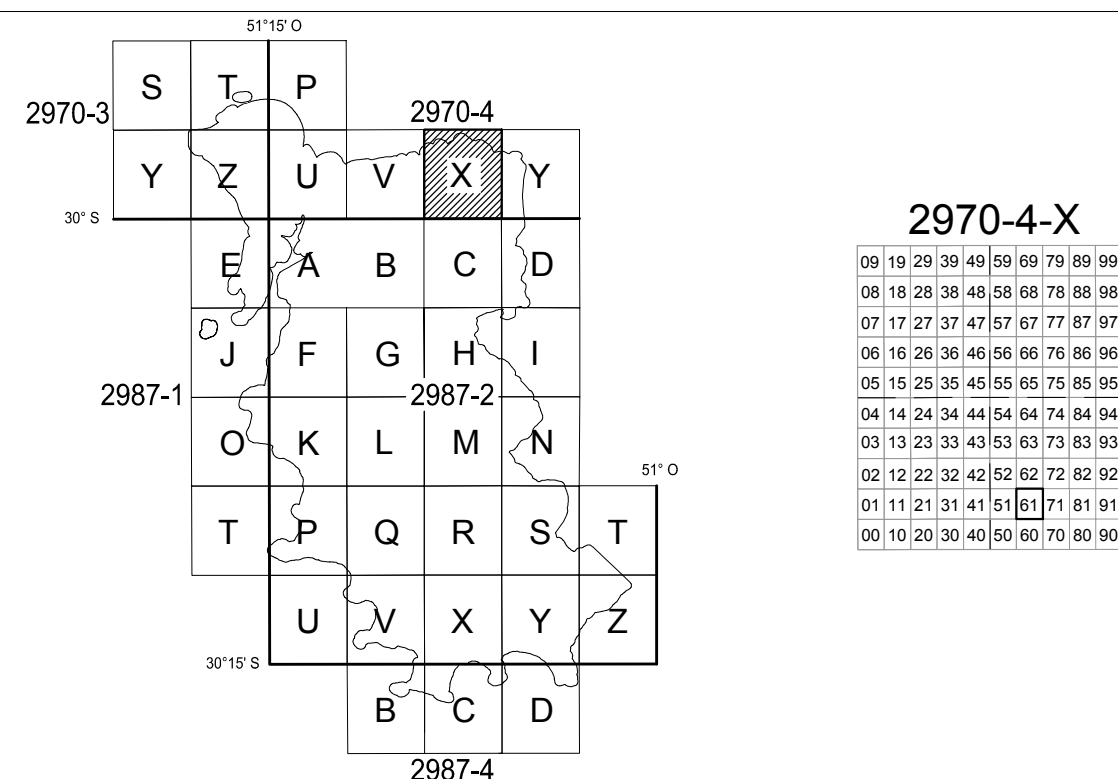 51°15' O
S T P
2970-3 2970-4
Y Z U V X Y
30° S
E A B C D
J F G H I
2987-1 2987-2
O K L M N
51° O
T P Q R S T
U V X Y Z
30°15' S
B C D
2987-4
2970-4-X
09 19 29 39 49 59 69 79 89 99
08 18 28 38 48 58 68 78 88 98
07 17 27 37 47 57 67 77 87 97
06 16 26 36 46 56 66 76 86 96
05 15 25 35 45 55 65 75 85 95
04 14 24 34 44 54 64 74 84 94
03 13 23 33 43 53 63 73 83 93
02 12 22 32 42 52 62 72 82 92
01 11 21 31 41 51 61 71 81 91
00 10 20 30 40 50 60 70 80 90